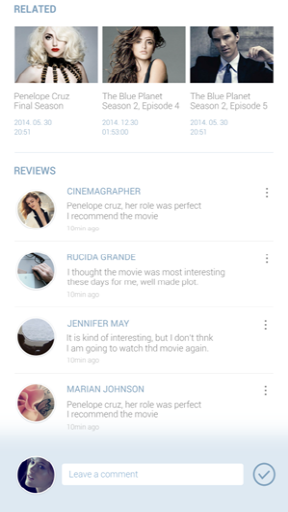 RELATED
Penelope Cruz
Final Season
2014. 05. 30
20:51
The Blue Planet
Season 2, Episode 4
2014. 12.30
01:53:00
The Blue Planet
Season 2, Episode 5
2014. 05. 30
20:51
REVIEWS
CINEMAGRAPHER
Penelope cruz, her role was perfect
I recommend the movie
10min ago
RUCIDA GRANDE
I thought the movie was most interesting
these days for me, well made plot.
10min ago
JENNIFER MAY
It is kind of interesting, but I don't thnk
I am going to watch thd movie again.
10min ago
MARIAN JOHNSON
Penelope cruz, her role was perfect
I recommend the movie
10min ago
Leave a comment